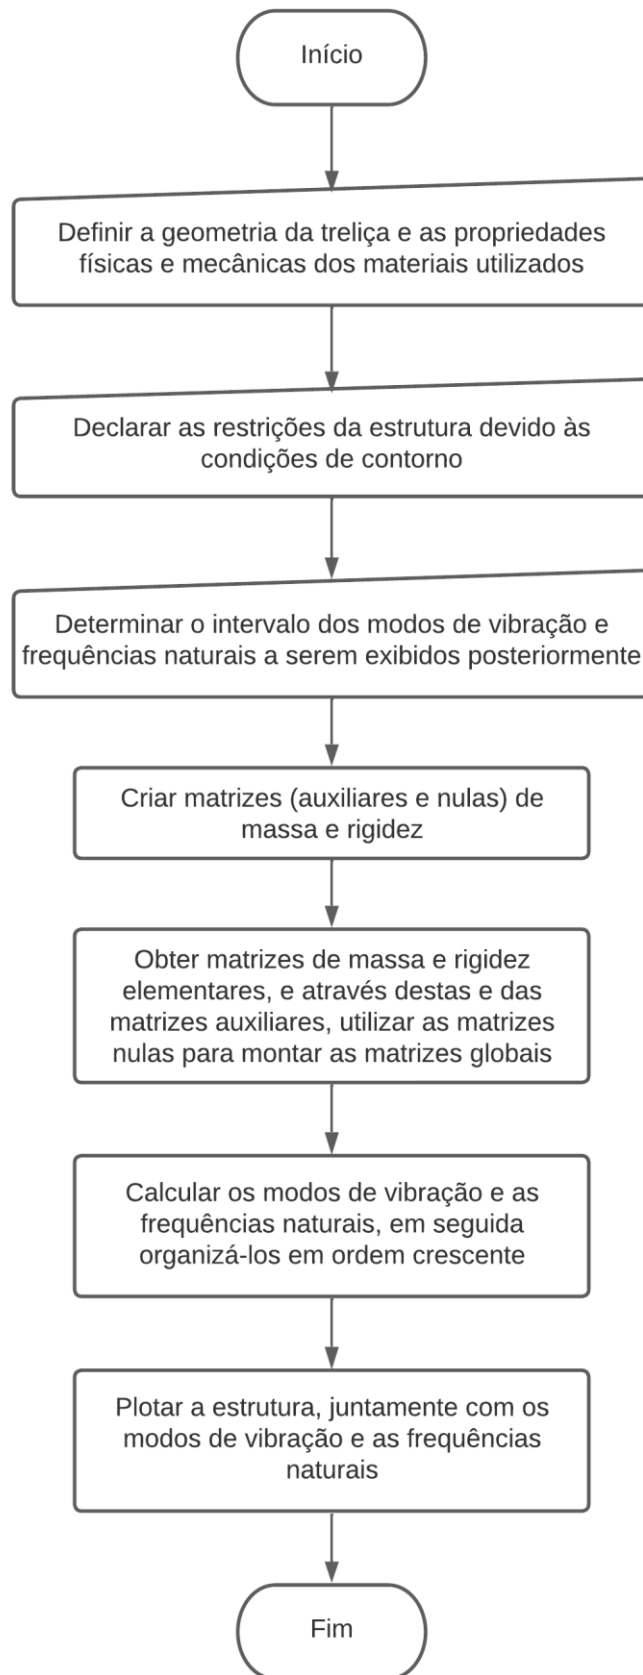 Início
Definir a geometria da treliça e as propriedades
físicas e mecânicas dos materiais utilizados
Declarar as restrições da estrutura devido às
condições de contorno
Determinar o intervalo dos modos de vibração e
frequências naturais a serem exibidos posteriormente
Criar matrizes (auxiliares e nulas) de
massa e rigidez
Obter matrizes de massa e rigidez
elementares, e através destas e das
matrizes auxiliares, utilizar as matrizes
nulas para montar as matrizes globais
Calcular os modos de vibração e as
frequências naturais, em seguida
organizá-los em ordem crescente
Plotar a estrutura, juntamente com os
modos de vibração e as frequências
naturais
Fim